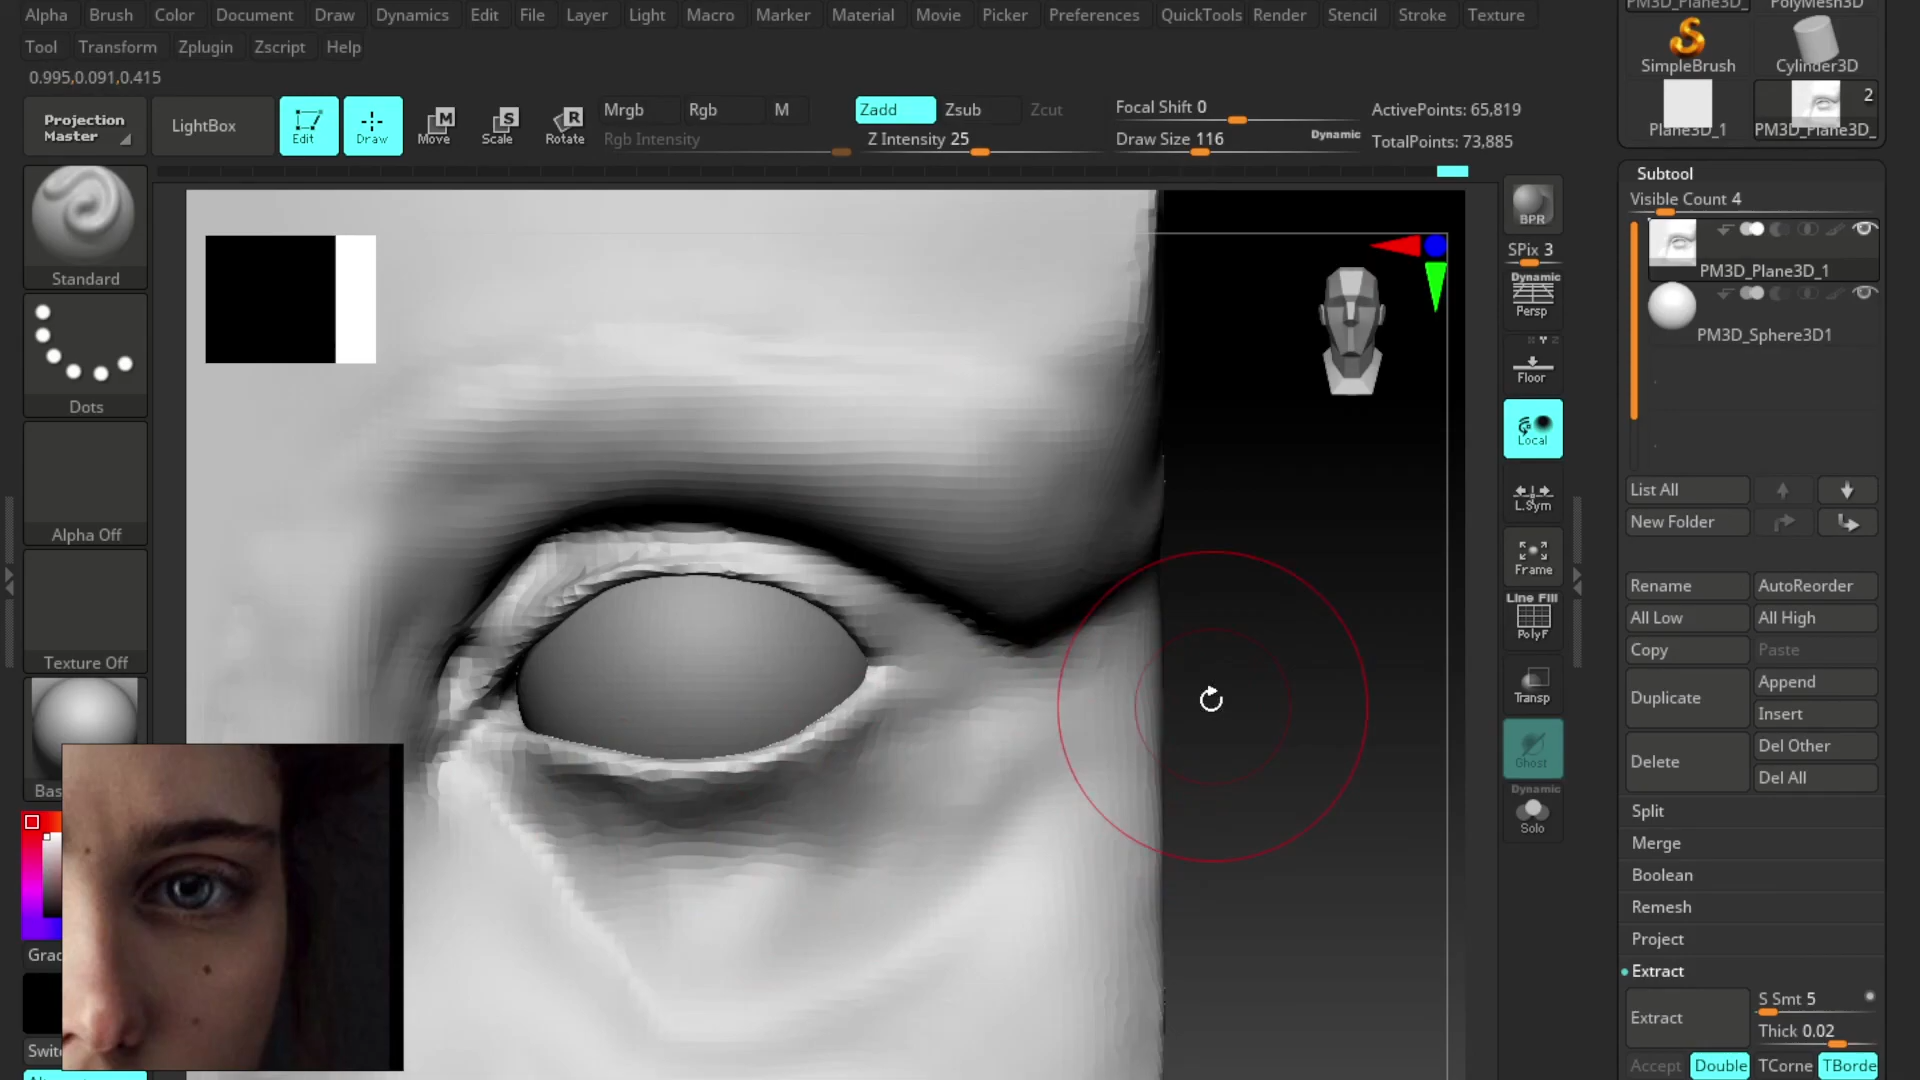 Alpha Brush Color Document Draw Dynamics Edit File Layer Light Macro Marker Material Movie Picker Preferences QuickTools Render Stencil Stroke Texture
Tool Transform Zplugin Zscript Help
0.995,0.091,0.415
Projection Master
LightBox
Edit
Draw
Move
Scale
Rotate
Mrgb Rgb M
Rgb Intensity
Zadd Zsub Zcut
Z Intensity 25
Focal Shift 0
Draw Size 116
Dynamic
ActivePoints: 65,819
TotalPoints: 73,885
Standard
Dots
Alpha Off
Texture Off
Bas
Grad
Swit
BPR
SPix 3
Dynamic
Persp
Floor
Local
L.Sym
Frame
Line Fill
PolyF
Transp
Ghost
Dynamic
Solo
PM3D_Plane3D_ PolyMesh3D
SimpleBrush Cylinder3D
2
Plane3D_1 PM3D_Plane3D_
Subtool
Visible Count 4
PM3D_Plane3D_1
PM3D_Sphere3D1
List All
New Folder
Rename AutoReorder
All Low All High
Copy Paste
Duplicate Append
Insert
Delete Del Other
Del All
Split
Merge
Boolean
Remesh
Project
Extract
Extract S Smt 5
Thick 0.02
Accept Double TCorne TBorde